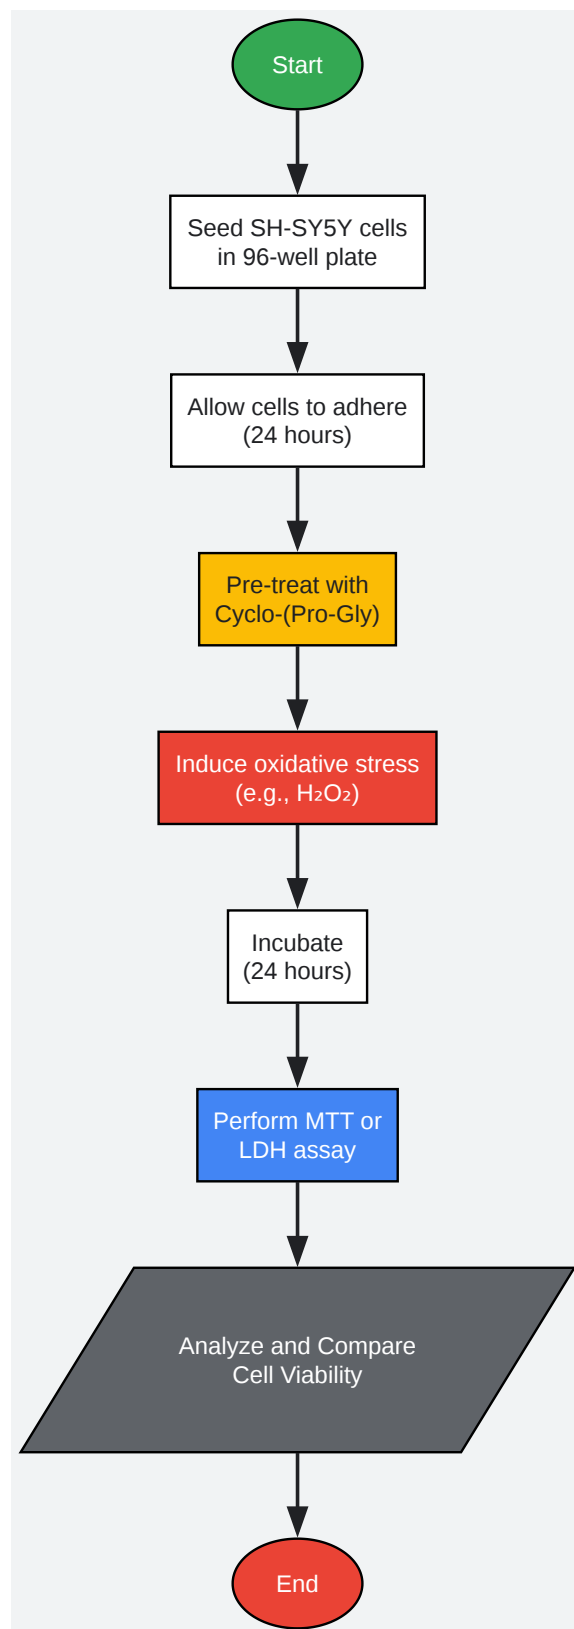 Start
Seed SH-SY5Y cells
in 96-well plate
Allow cells to adhere
(24 hours)
Pre-treat with
Cyclo-(Pro-Gly)
Induce oxidative stress
(e.g., H₂O₂)
Incubate
(24 hours)
Perform MTT or
LDH assay
Analyze and Compare
Cell Viability
End